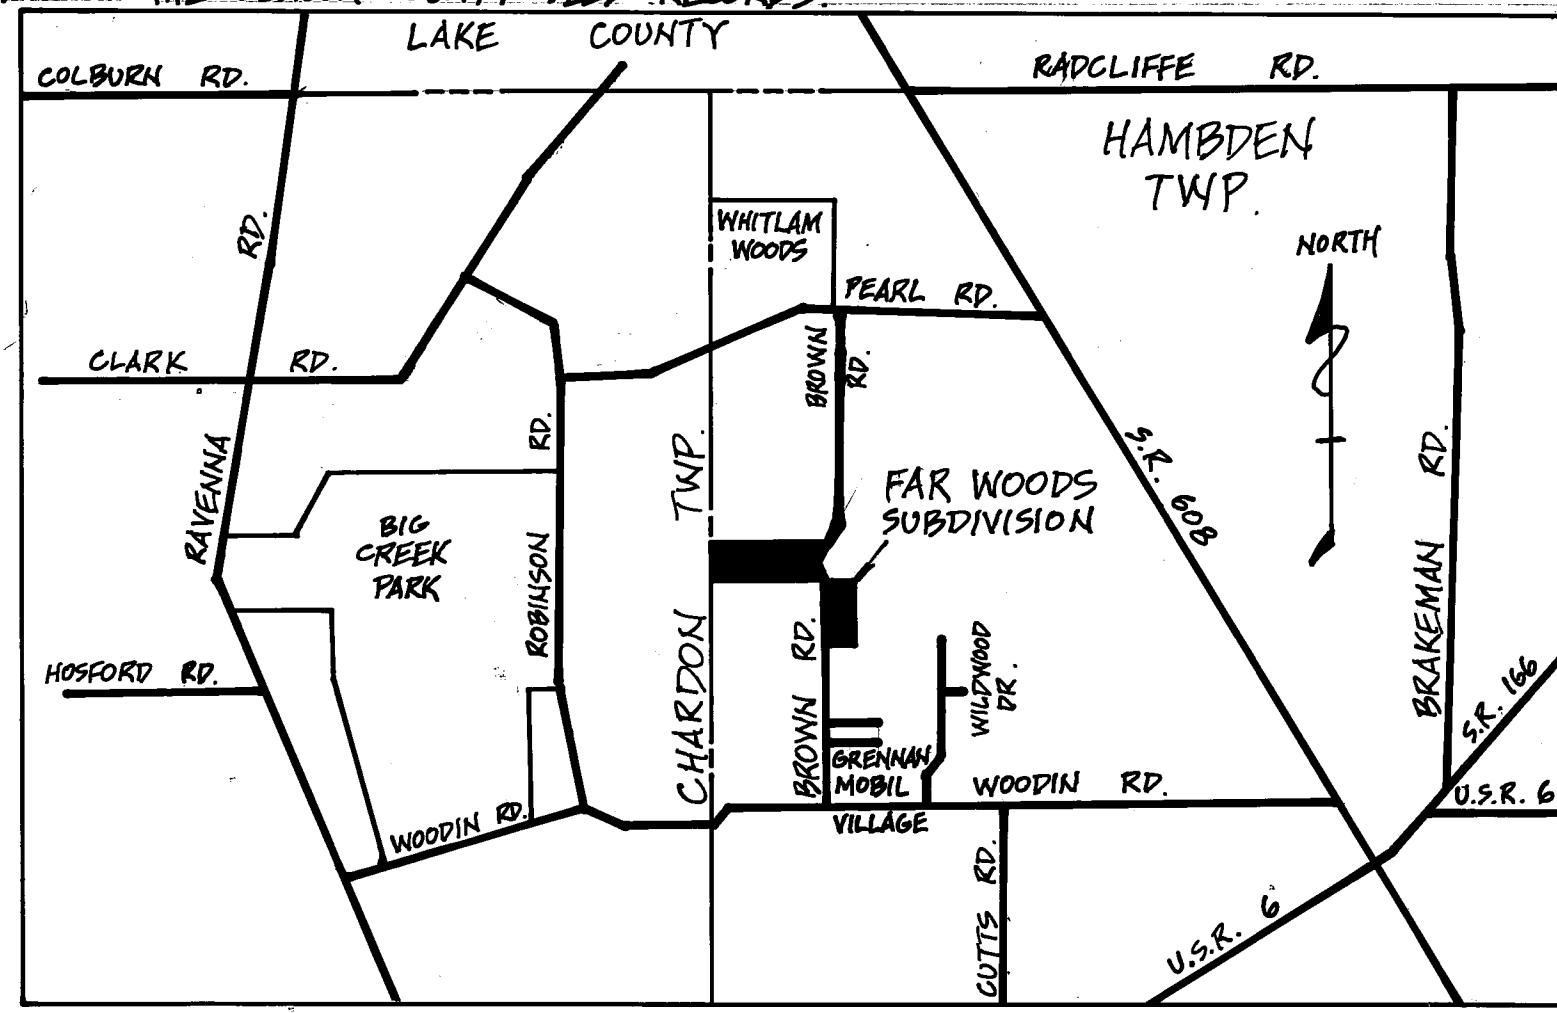 RECORDS.
LAKE COUNTY
COLBURN RD.
RADCLIFFE RD.
HAMBDEN
TWP.
RD.
WHITLAM
WOODS
NORTH
PEARL RD.
CLARK RD.
BROWN
RD.
RAVENNA
RD.
ROBINSON
BIG
CREEK
PARK
TWP.
CHARDON
FAR WOODS
SUBDIVISION
S.R. 608
RD.
BRAKEMAN
HOSFORD RD.
BROWN RD.
WILDWOOD
DR.
GRENNAN
MOBIL
VILLAGE
WOODIN RD.
WOODIN RD.
S.R. 166
U.S.R. 6
CUTTS RD.
U.S.R. 6